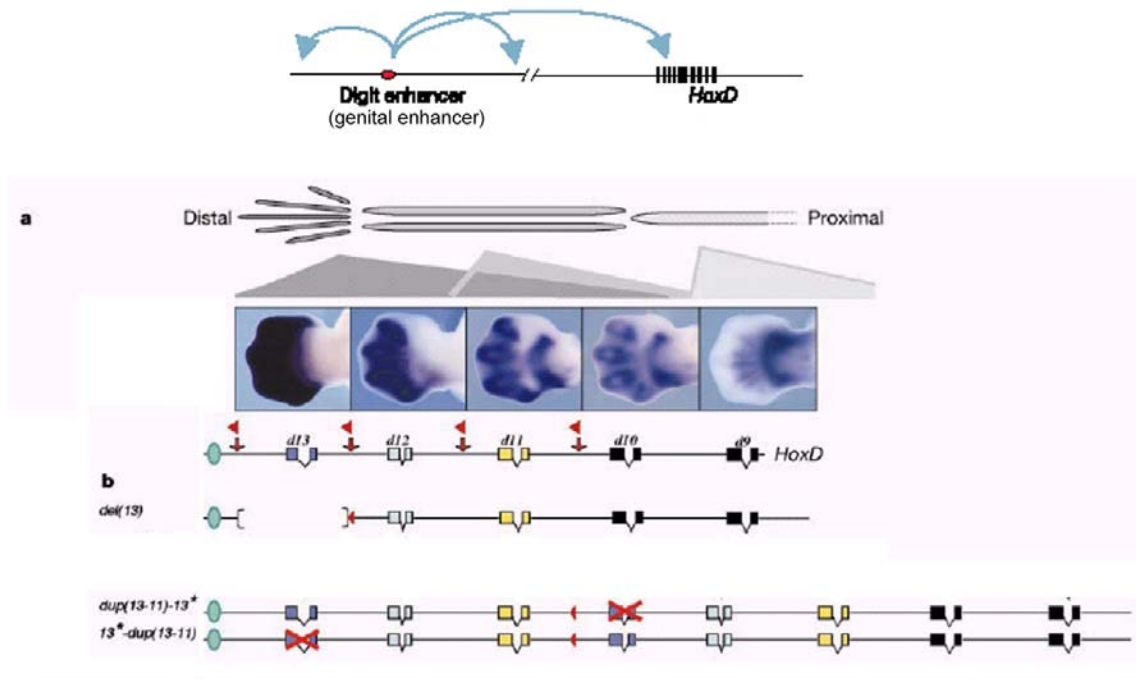 //
Digit enhancer
HoxD
(genital enhancer)
a
Distal
Proximal
d13
d12
d11
d10
d9
HoxD
b
del(13)
dup(13-11)-13*
13*-dup(13-11)